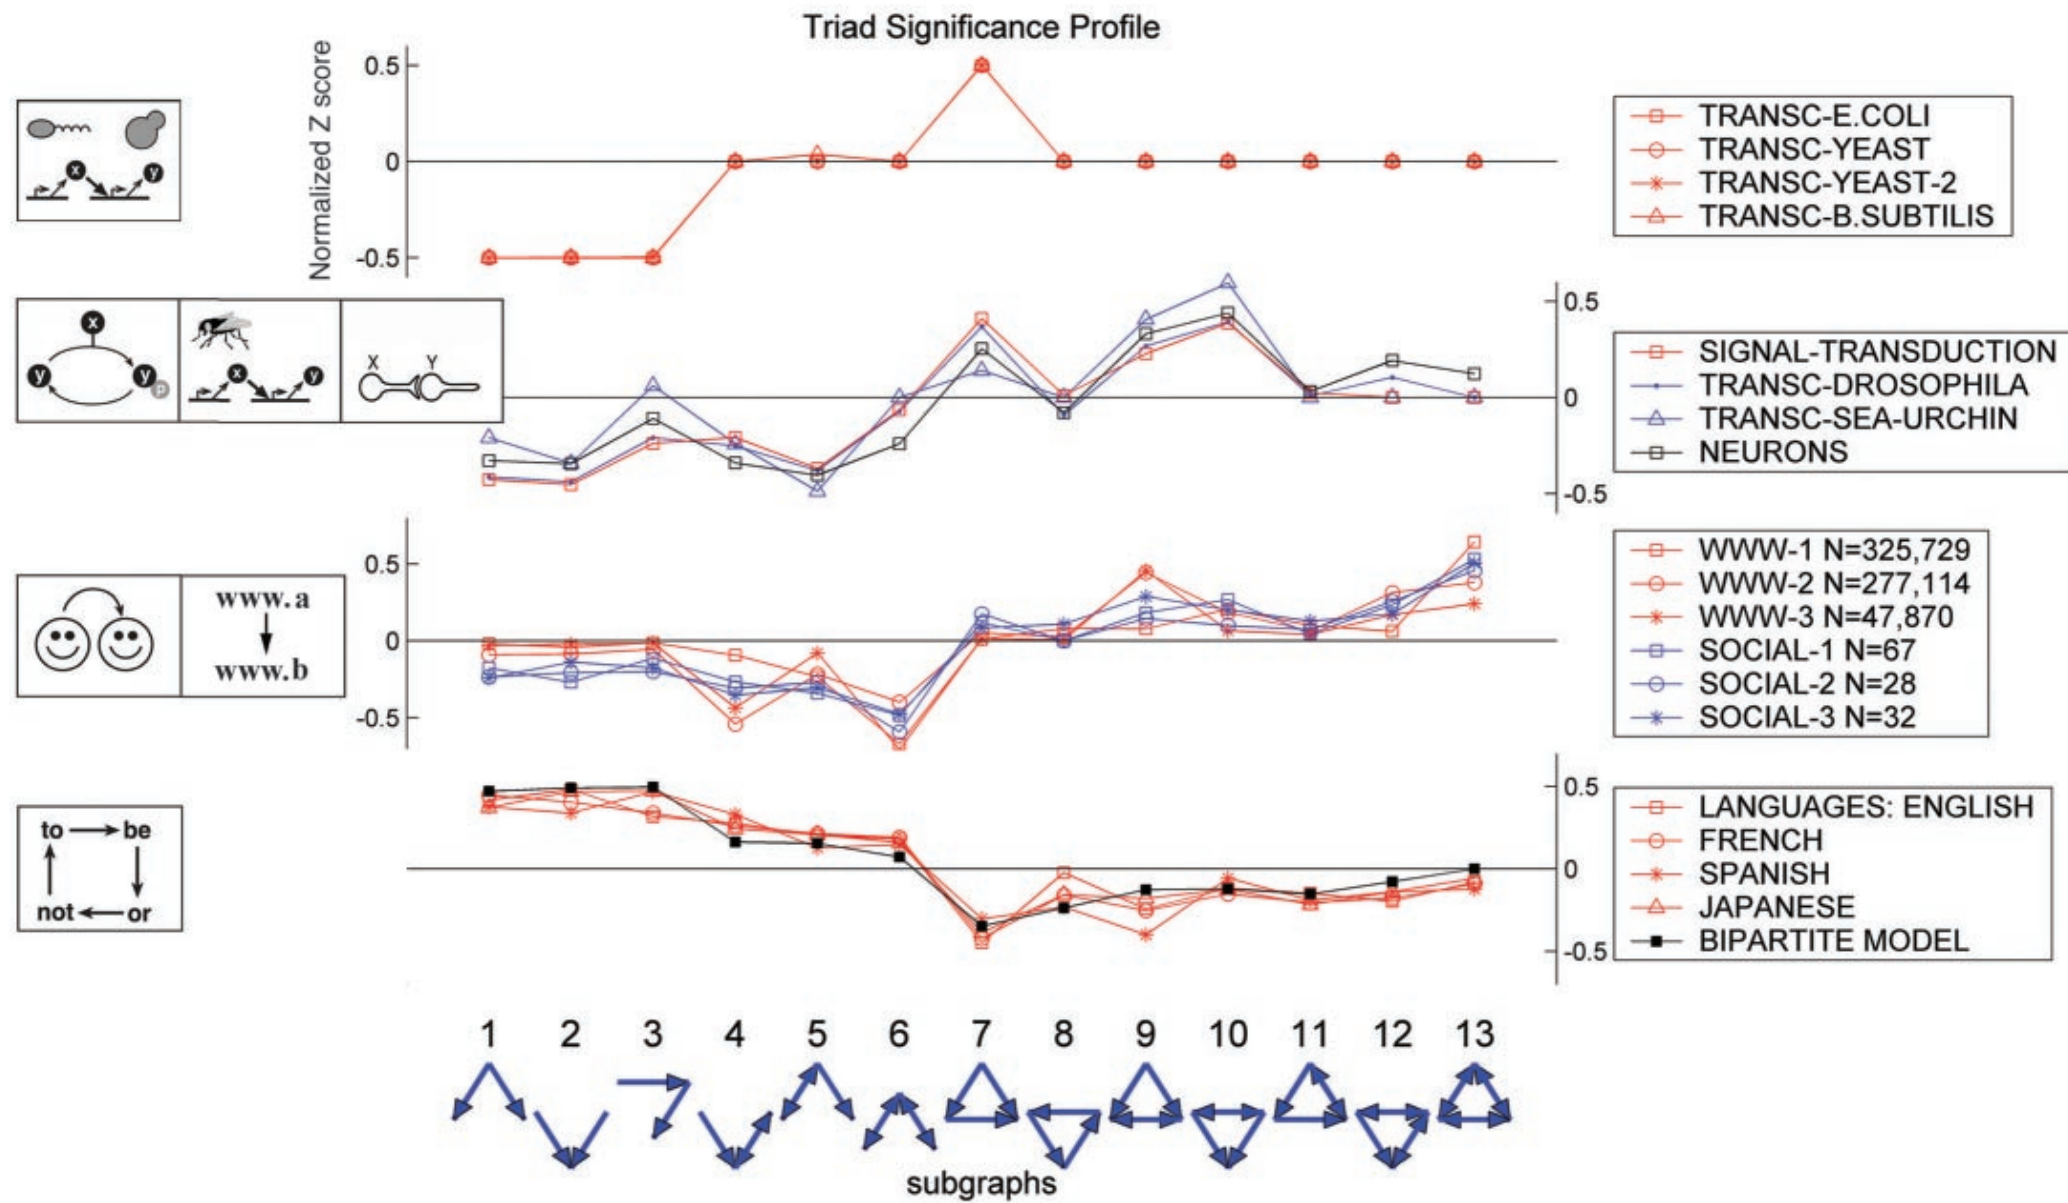 Triad Significance Profile
Normalized Z score
0.5
0
-0.5
x
y
TRANSC-E.COLI
TRANSC-YEAST
TRANSC-YEAST-2
TRANSC-B.SUBTILIS
x
y
y
p
x
y
X
Y
0.5
0
-0.5
SIGNAL-TRANSDUCTION
TRANSC-DROSOPHILA
TRANSC-SEA-URCHIN
NEURONS
www.a
www.b
0.5
0
-0.5
WWW-1 N=325,729
WWW-2 N=277,114
WWW-3 N=47,870
SOCIAL-1 N=67
SOCIAL-2 N=28
SOCIAL-3 N=32
to be
not or
0.5
0
-0.5
LANGUAGES: ENGLISH
FRENCH
SPANISH
JAPANESE
BIPARTITE MODEL
1 2 3 4 5 6 7 8 9 10 11 12 13
subgraphs